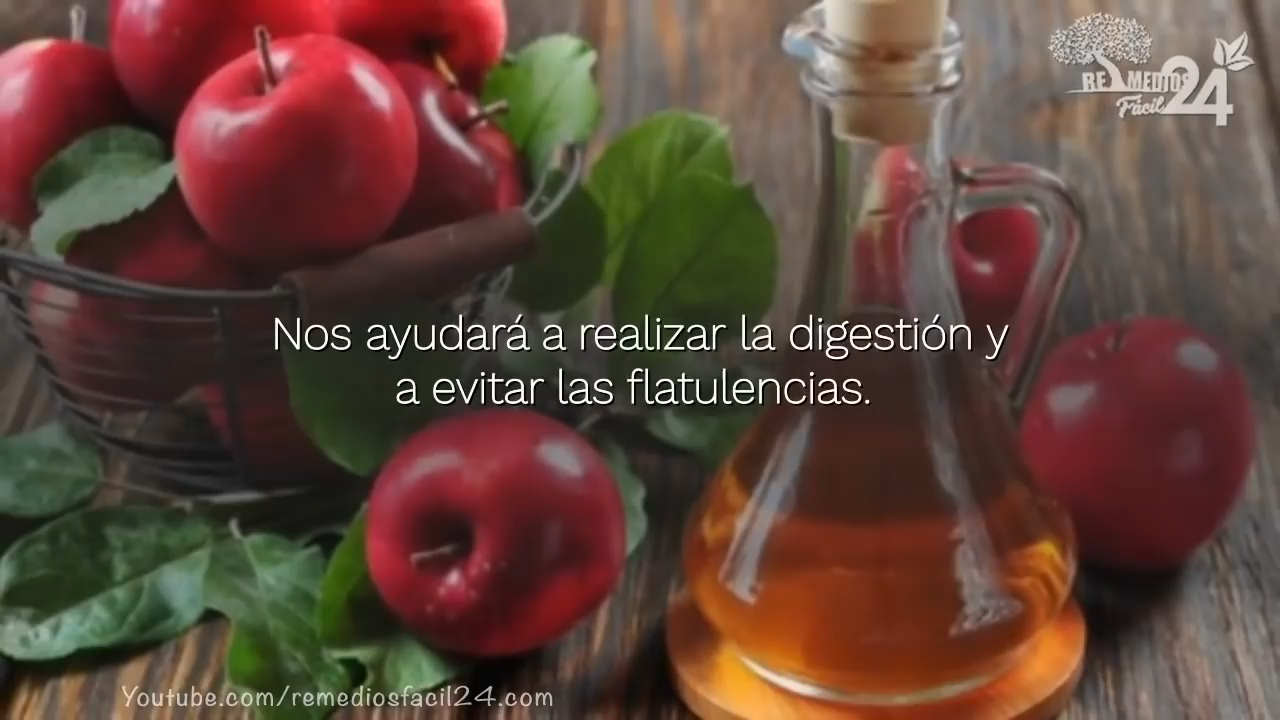 REMEDIOS
Fácil 24
Nos ayudará a realizar la digestión y
a evitar las flatulencias.
Youtube.com/remediosfacil24.com